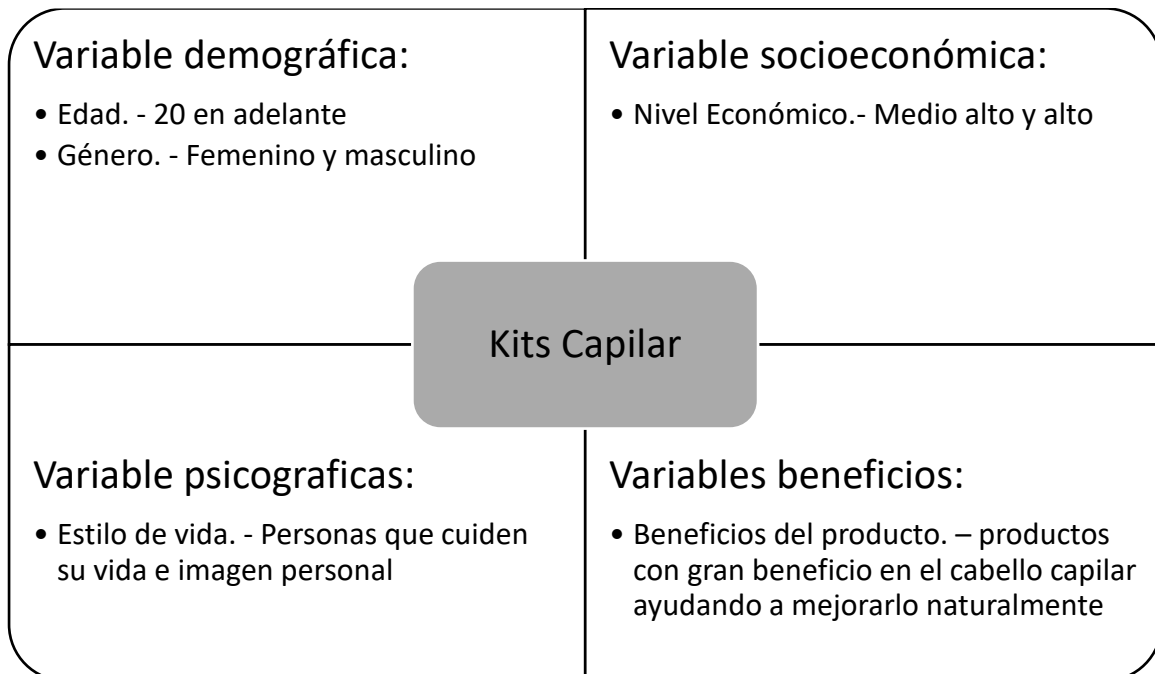 Variable demográfica:
• Edad. - 20 en adelante
• Género. - Femenino y masculino
Variable socioeconómica:
• Nivel Económico.- Medio alto y alto
Kits Capilar
Variable psicograficas:
• Estilo de vida. - Personas que cuiden
su vida e imagen personal
Variables beneficios:
• Beneficios del producto. – productos
con gran beneficio en el cabello capilar
ayudando a mejorarlo naturalmente